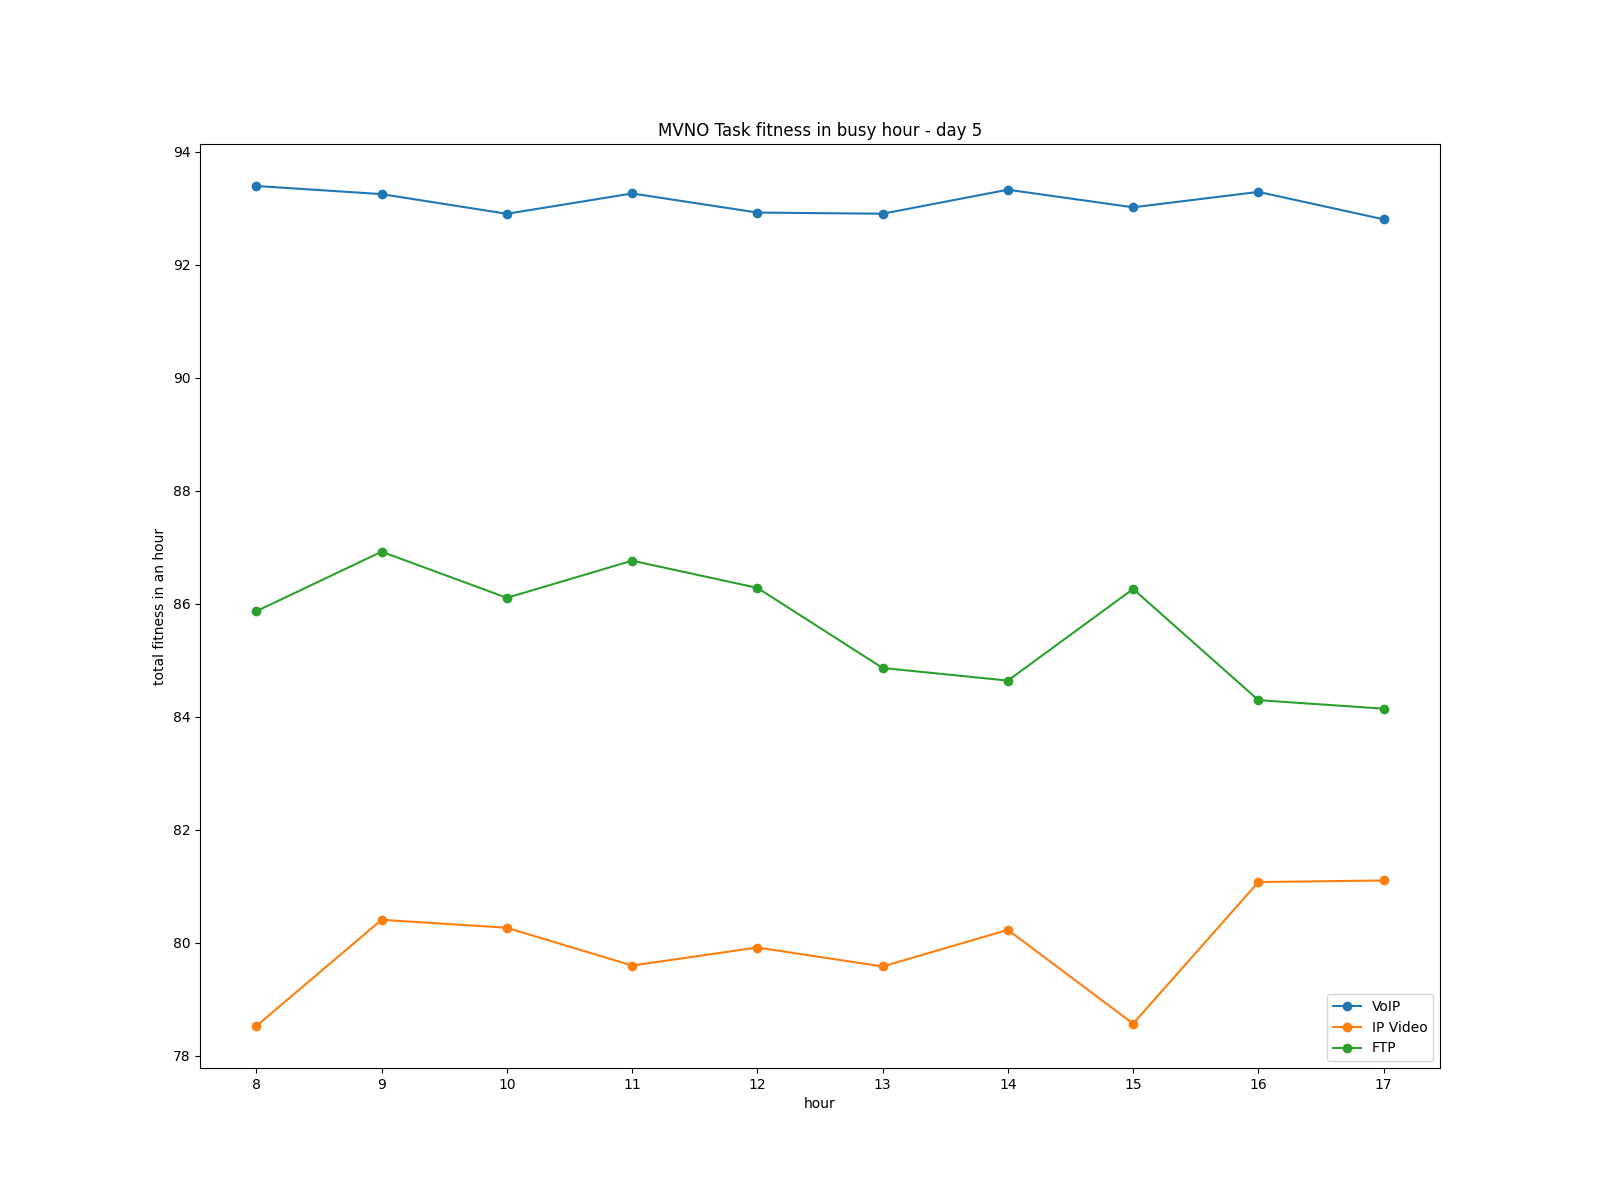 MVNO Task fitness in busy hour - day 5
94
92
90
88
86
84
82
80
78
total fitness in an hour
8 9 10 11 12 13 14 15 16 17
hour
VoIP
IP Video
FTP